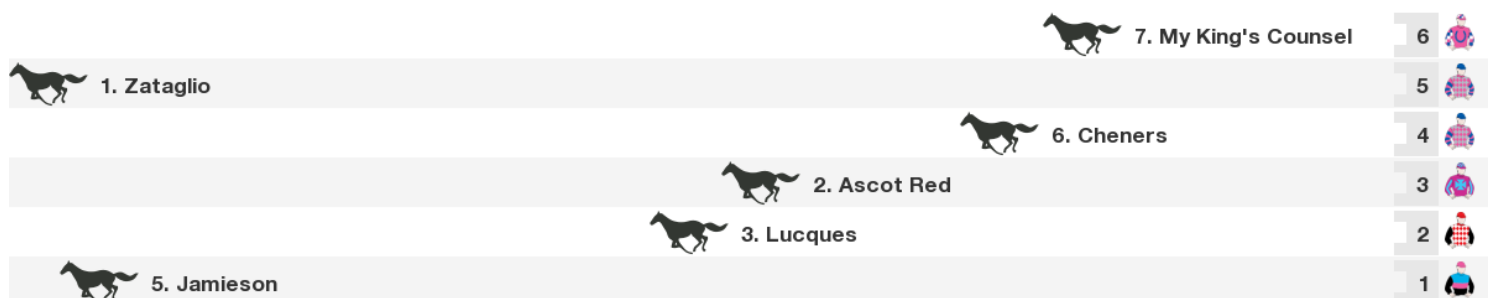 7. My King's Counsel 6
1. Zataglio 5
6. Cheners 4
2. Ascot Red 3
3. Lucques 2
5. Jamieson 1